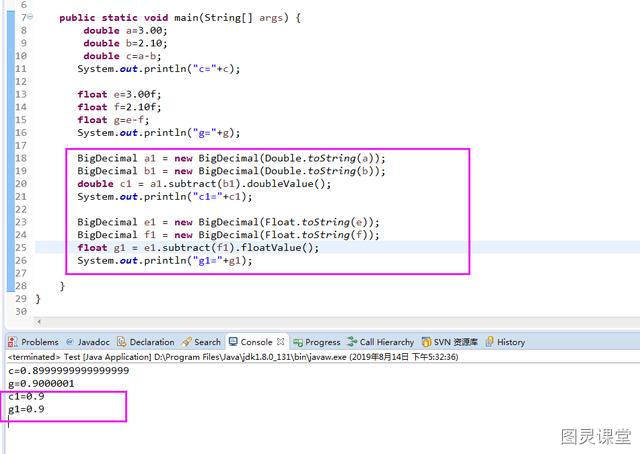 6
7 public static void main(String[] args) {
8 double a=3.00;
9 double b=2.10;
10 double c=a-b;
11 System.out.println("c="+c);
12
13 float e=3.00f;
14 float f=2.10f;
15 float g=e-f;
16 System.out.println("g="+g);
17
18 BigDecimal a1 = new BigDecimal(Double.toString(a));
19 BigDecimal b1 = new BigDecimal(Double.toString(b));
20 double c1 = a1.subtract(b1).doubleValue();
21 System.out.println("c1="+c1);
22
23 BigDecimal e1 = new BigDecimal(Float.toString(e));
24 BigDecimal f1 = new BigDecimal(Float.toString(f));
25 float g1 = e1.subtract(f1).floatValue();
26 System.out.println("g1="+g1);
27
28 }
29 }
30
Problems Javadoc Declaration Search Console Progress Call Hierarchy SVN 资源库 History
<terminated> Test [Java Application] D:\Program Files\Java\jdk1.8.0_131\bin\javaw.exe (2019年8月14日 下午5:32:36)
c=0.8999999999999999
g=0.9000001
c1=0.9
g1=0.9
图灵课堂